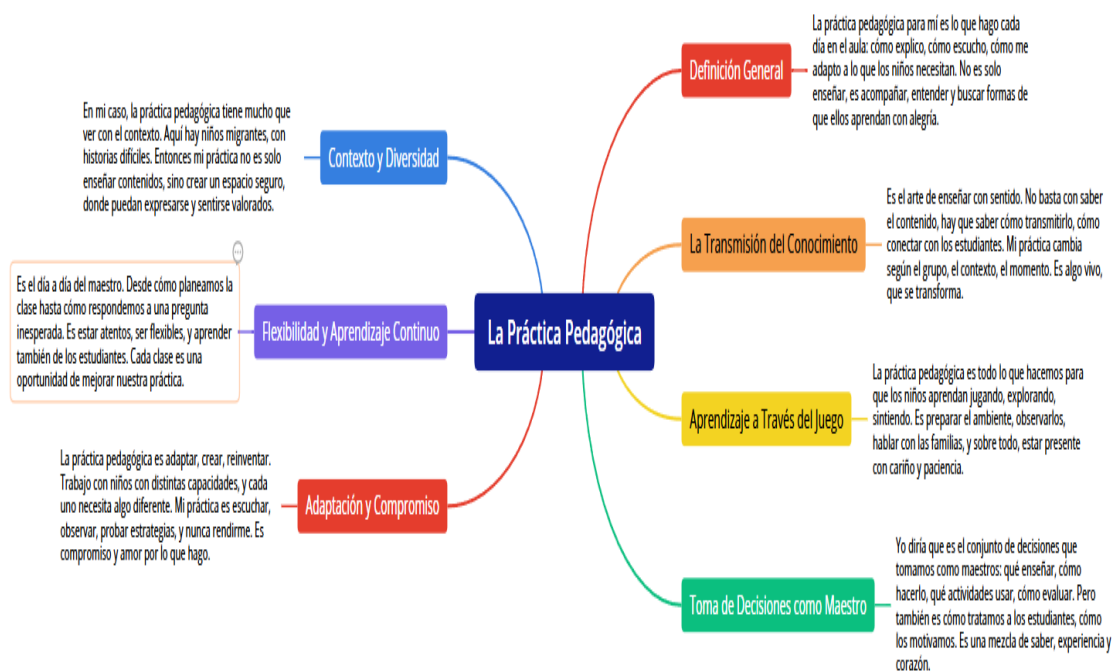 La Práctica Pedagógica
Definición General
La práctica pedagógica para mí es lo que hago cada
día en el aula: cómo explico, cómo escucho, cómo me
adapto a lo que los niños necesitan. No es solo
enseñar, es acompañar, entender y buscar formas de
que ellos aprendan con alegría.
La Transmisión del Conocimiento
Es el arte de enseñar con sentido. No basta con saber
el contenido, hay que saber cómo transmitirlo, cómo
conectar con los estudiantes. Mi práctica cambia
según el grupo, el contexto, el momento. Es algo vivo,
que se transforma.
Aprendizaje a Través del Juego
La práctica pedagógica es todo lo que hacemos para
que los niños aprendan jugando, explorando,
sintiendo. Es preparar el ambiente, observarlos,
hablar con las familias, y sobre todo, estar presente
con cariño y paciencia.
Toma de Decisiones como Maestro
Yo diría que es el conjunto de decisiones que
tomamos como maestros: qué enseñar, cómo
hacerlo, qué actividades usar, cómo evaluar. Pero
también es cómo tratamos a los estudiantes, cómo
los motivamos. Es una mezcla de saber, experiencia y
corazón.
Contexto y Diversidad
En mi caso, la práctica pedagógica tiene mucho que
ver con el contexto. Aquí hay niños migrantes, con
historias difíciles. Entonces mi práctica no es solo
enseñar contenidos, sino crear un espacio seguro,
donde puedan expresarse y sentirse valorados.
Flexibilidad y Aprendizaje Continuo
Es el día a día del maestro. Desde cómo planeamos la
clase hasta cómo respondemos a una pregunta
inesperada. Es estar atentos, ser flexibles, y aprender
también de los estudiantes. Cada clase es una
oportunidad de mejorar nuestra práctica.
Adaptación y Compromiso
La práctica pedagógica es adaptar, crear, reinventar.
Trabajo con niños con distintas capacidades, y cada
uno necesita algo diferente. Mi práctica es escuchar,
observar, probar estrategias, y nunca rendirme. Es
compromiso y amor por lo que hago.